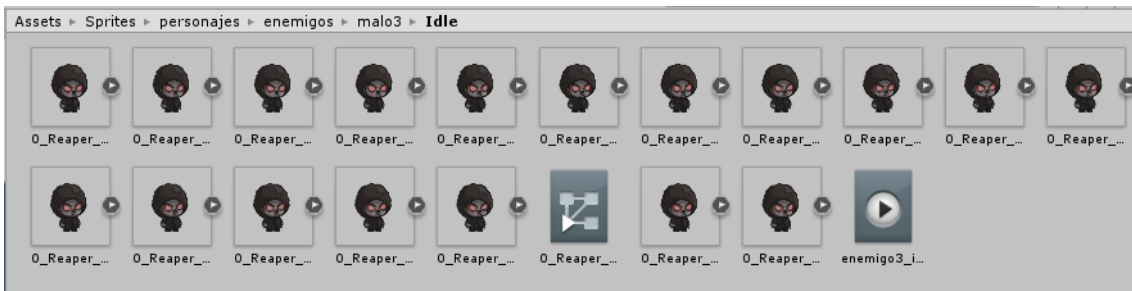 Assets ▸ Sprites ▸ personajes ▸ enemigos ▸ malo3 ▸ Idle
0_Reaper_... 0_Reaper_... 0_Reaper_... 0_Reaper_... 0_Reaper_... 0_Reaper_... 0_Reaper_... 0_Reaper_... 0_Reaper_... 0_Reaper_... 0_Reaper_...
0_Reaper_... 0_Reaper_... 0_Reaper_... 0_Reaper_... 0_Reaper_... 0_Reaper_... 0_Reaper_... 0_Reaper_... enemigo3_i...